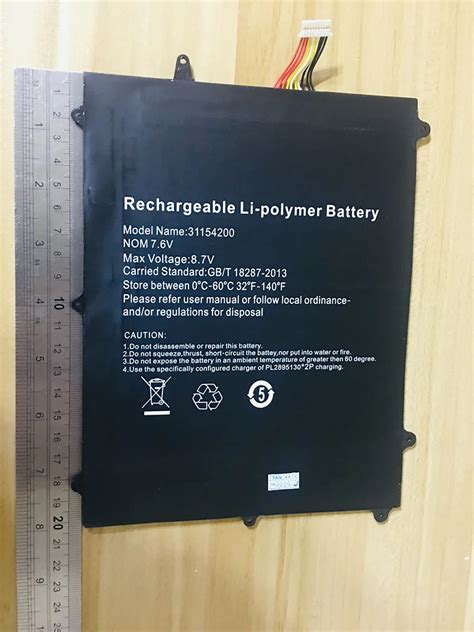 Rechargeable Li-polymer Battery
Model Name:31154200
NOM 7.6V
Max Voltage:8.7V
Carried Standard:GB/T 18287-2013
Store between 0°C-60°C 32°F-140°F
Please refer user manual or follow local ordinance-
and/or regulations for disposal
CAUTION:
1.Do not disassemble or repair this battery.
2.Do not squeeze,thrust, short-circuit the battery,nor put into water or fire.
3.Do not expose the battery in an ambient temperature of greater then 60 degree.
4.Use the specifically configured charger of PL2895130*2P charging.
5
10
20